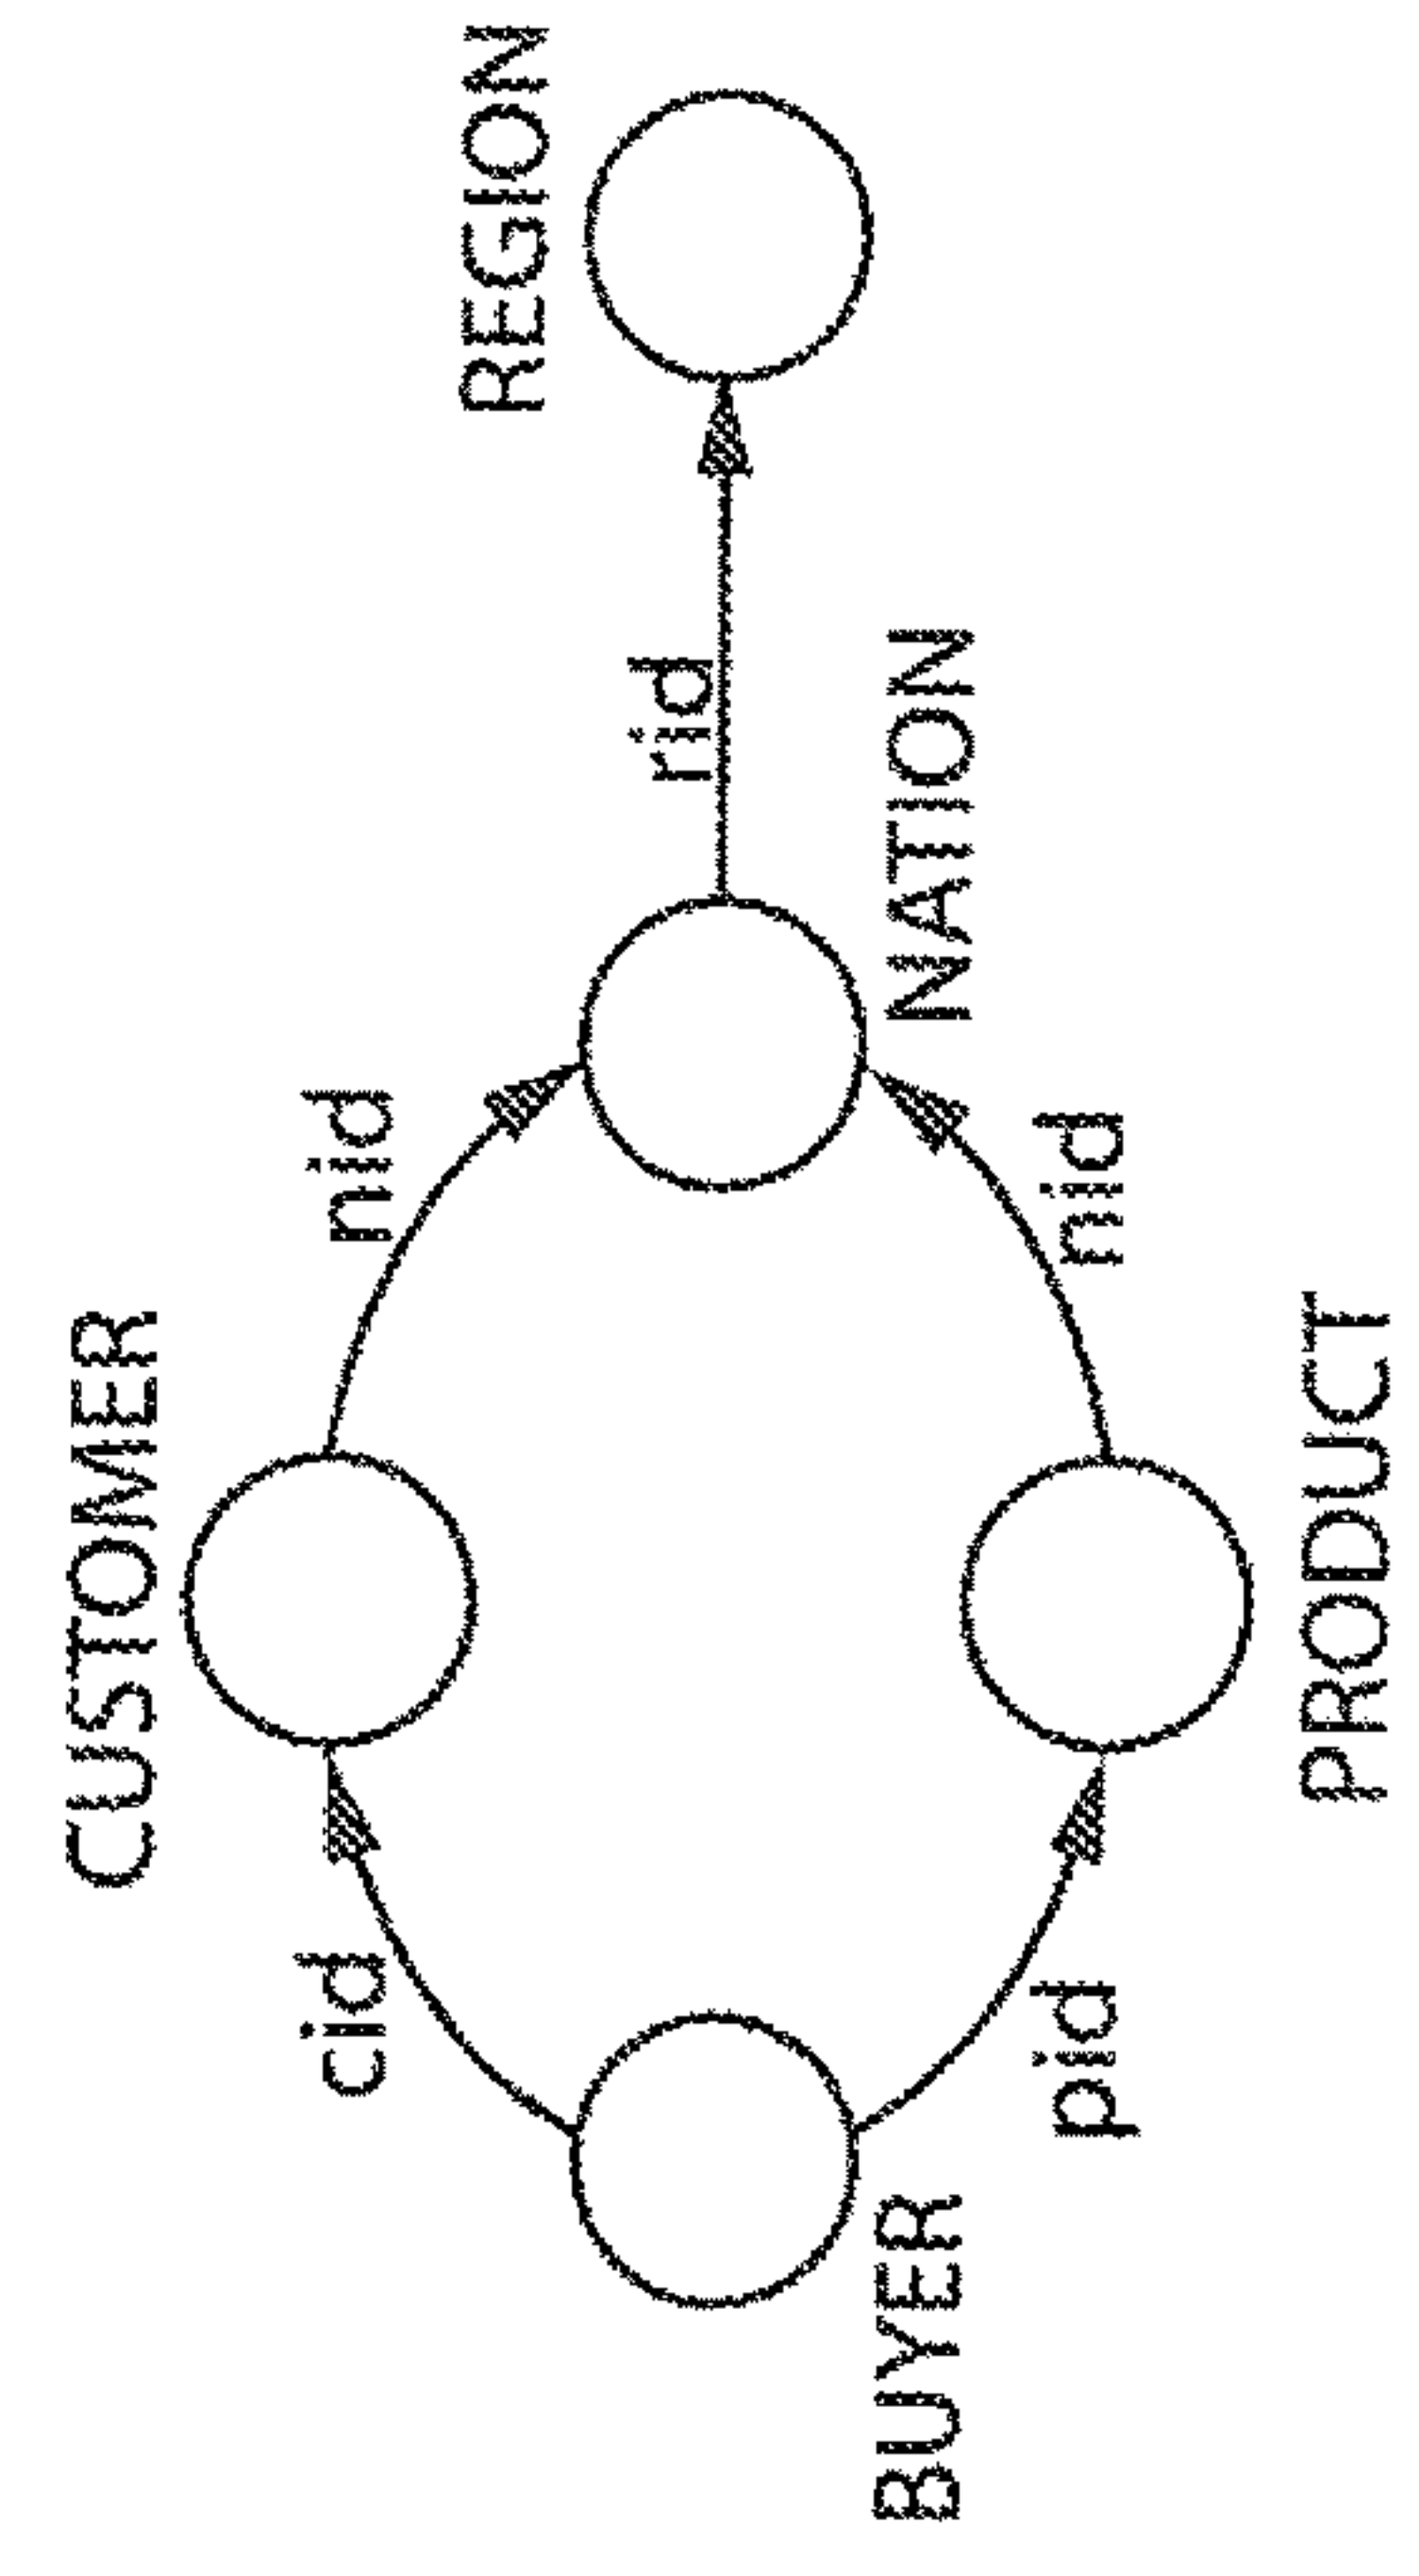 CUSTOMER
cid
nid
REGION
rid
BUYER
NATION
pid
nid
PRODUCT